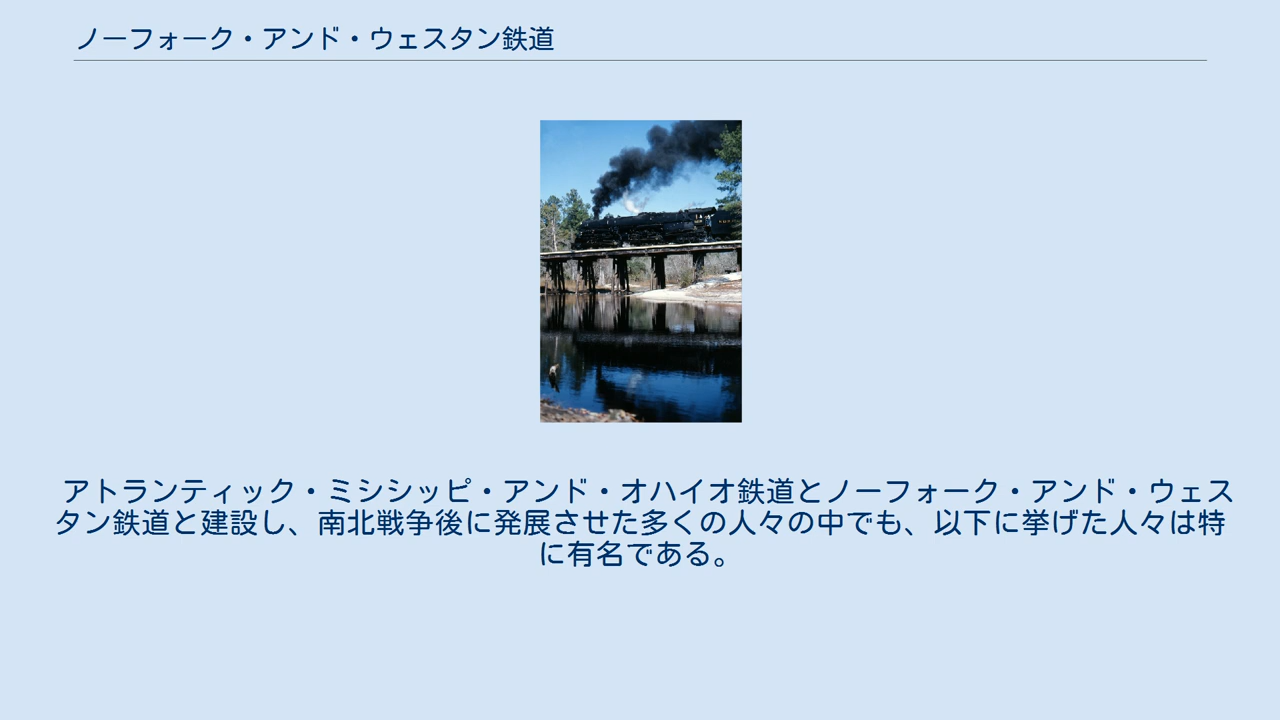 ノーフォーク・アンド・ウェスタン鉄道
アトランティック・ミシシッピ・アンド・オハイオ鉄道とノーフォーク・アンド・ウェス
タン鉄道と建設し、南北戦争後に発展させた多くの人々の中でも、以下に挙げた人々は特
に有名である。